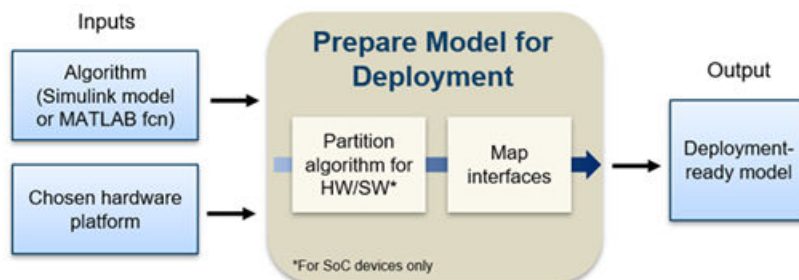 Inputs
Algorithm
(Simulink model
or MATLAB fcn)
Chosen hardware
platform
Prepare Model for
Deployment
Partition
algorithm for
HW/SW*
Map
interfaces
*For SoC devices only
Output
Deployment-
ready model